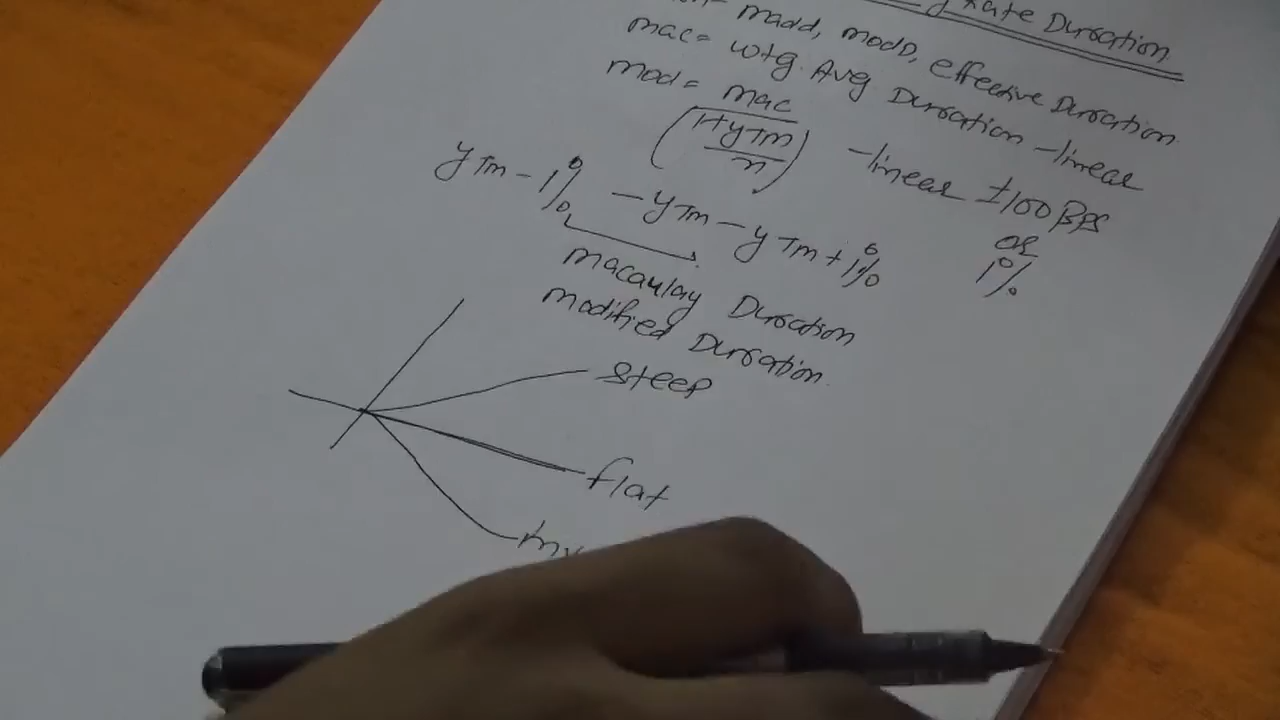 Rate Duration
madd, modD, effective Duration
mac= wtg. Avg Duration - linear
mod = mac
(1+YTM
n) - linear ±100 BPS
or
1%
YTM - 1% - YTM - YTM + 1%
macaulay Duration
modified Duration
steep
flat